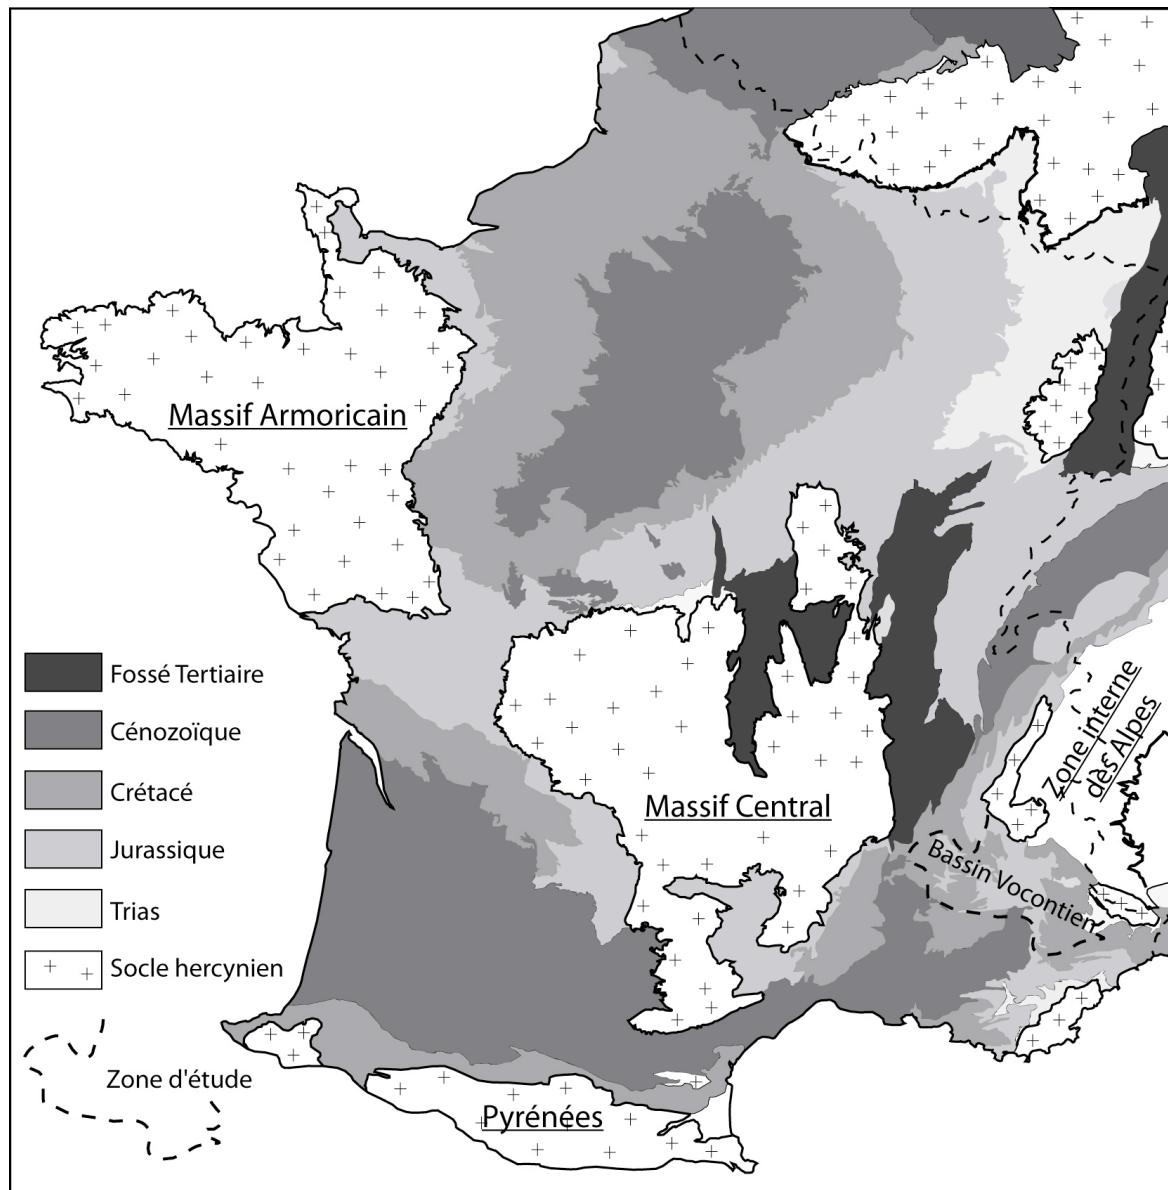 Massif Armoricain
Fossé Tertiaire
Cénozoïque
Crétacé
Jurassique
Trias
Socle hercynien
Zone d'étude
Massif Central
Zone interne
dès Alpes
Bassin Vocontien
Pyrénées